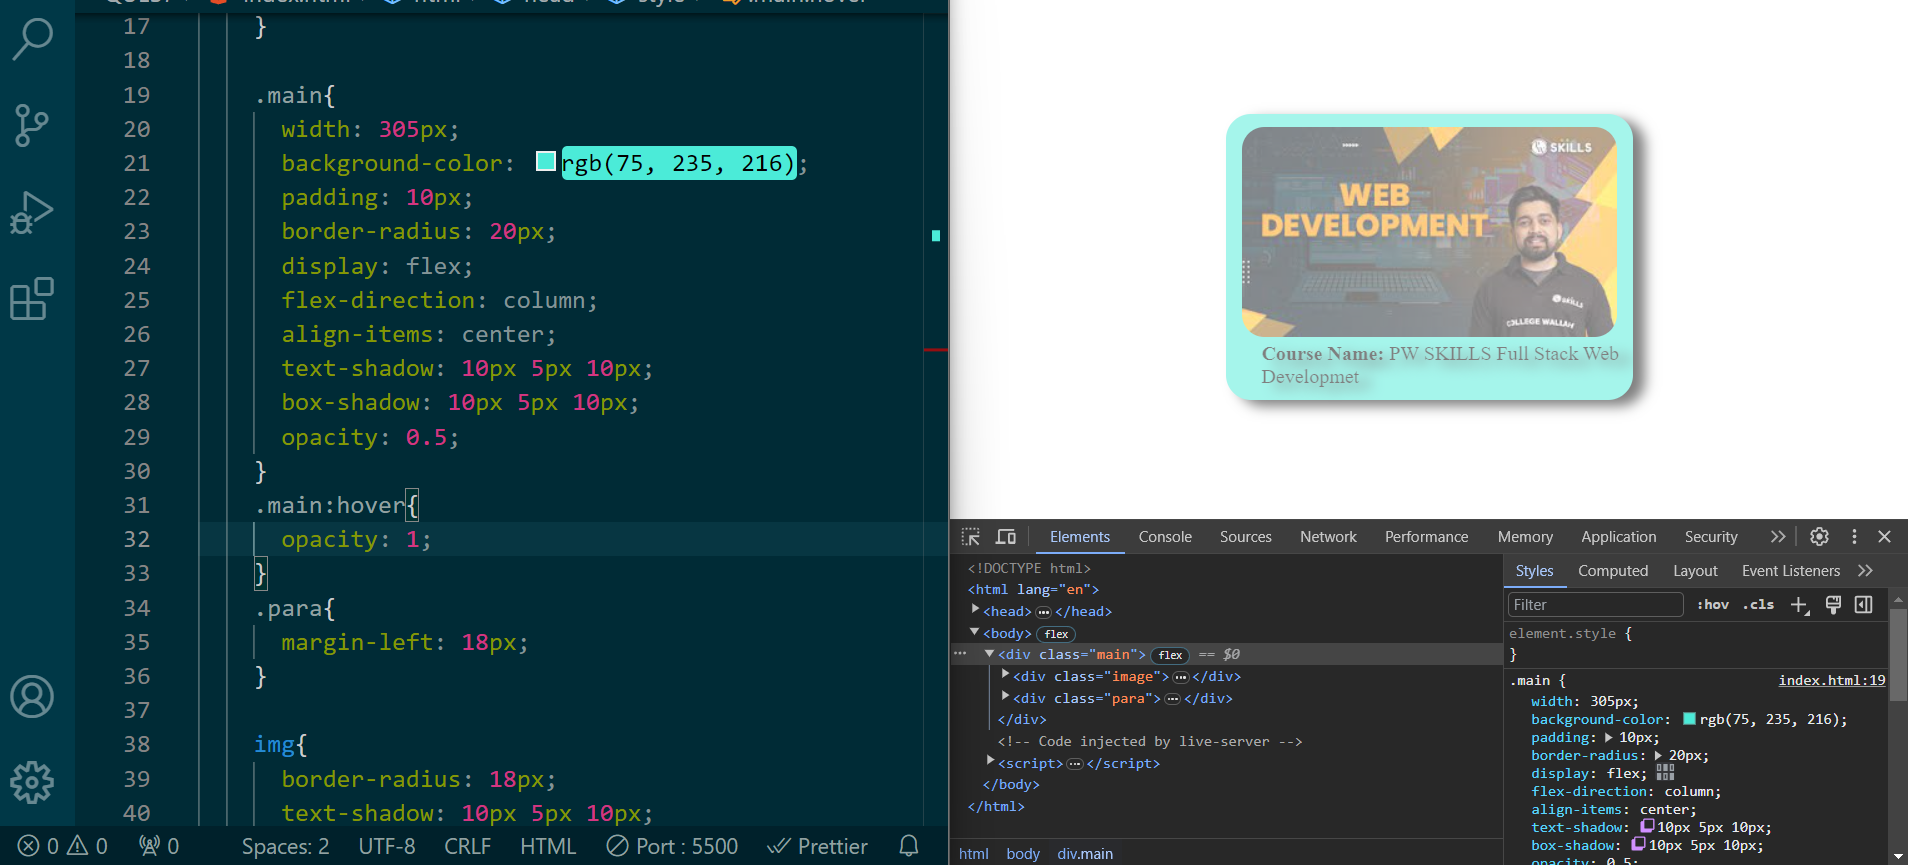 17 }
18
19 .main{
20 width: 305px;
21 background-color: rgb(75, 235, 216);
22 padding: 10px;
23 border-radius: 20px;
24 display: flex;
25 flex-direction: column;
26 align-items: center;
27 text-shadow: 10px 5px 10px;
28 box-shadow: 10px 5px 10px;
29 opacity: 0.5;
30 }
31 .main:hover{
32 opacity: 1;
33 }
34 .para{
35 margin-left: 18px;
36 }
37
38 img{
39 border-radius: 18px;
40 text-shadow: 10px 5px 10px;
0 0 0 Spaces: 2 UTF-8 CRLF HTML Port : 5500 Prettier
SKILLS
WEB
DEVELOPMENT
SKILLS
COLLEGE WALLAH
Course Name: PW SKILLS Full Stack Web
Developmet
Elements Console Sources Network Performance Memory Application Security
<!DOCTYPE html>
<html lang="en">
<head>…</head>
<body> flex
… <div class="main"> flex == $0
<div class="image">…</div>
<div class="para">…</div>
</div>
<!-- Code injected by live-server -->
<script>…</script>
</body>
</html>
html body div.main
Styles Computed Layout Event Listeners
Filter :hov .cls
element.style {
}
.main { index.html:19
width: 305px;
background-color: rgb(75, 235, 216);
padding: 10px;
border-radius: 20px;
display: flex;
flex-direction: column;
align-items: center;
text-shadow: 10px 5px 10px;
box-shadow: 10px 5px 10px;
opacity: 0.5;